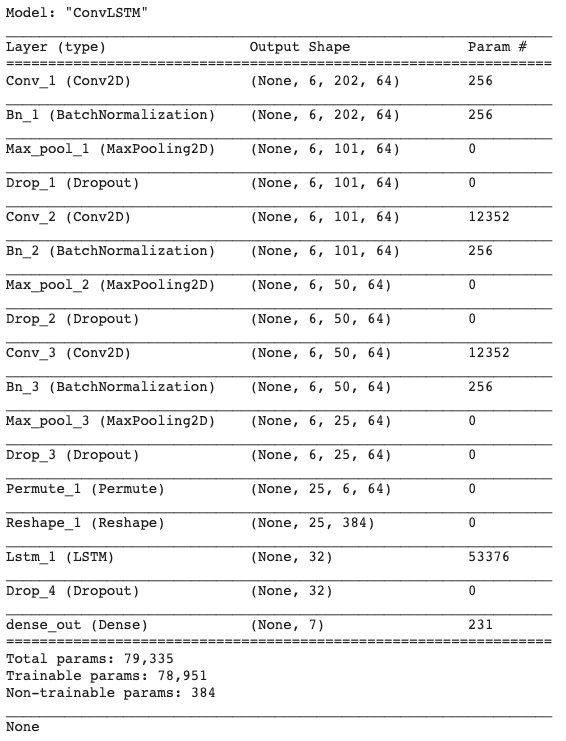 Model: "ConvLSTM"
Layer (type) Output Shape Param #
Conv_1 (Conv2D) (None, 6, 202, 64) 256
Bn_1 (BatchNormalization) (None, 6, 202, 64) 256
Max_pool_1 (MaxPooling2D) (None, 6, 101, 64) 0
Drop_1 (Dropout) (None, 6, 101, 64) 0
Conv_2 (Conv2D) (None, 6, 101, 64) 12352
Bn_2 (BatchNormalization) (None, 6, 101, 64) 256
Max_pool_2 (MaxPooling2D) (None, 6, 50, 64) 0
Drop_2 (Dropout) (None, 6, 50, 64) 0
Conv_3 (Conv2D) (None, 6, 50, 64) 12352
Bn_3 (BatchNormalization) (None, 6, 50, 64) 256
Max_pool_3 (MaxPooling2D) (None, 6, 25, 64) 0
Drop_3 (Dropout) (None, 6, 25, 64) 0
Permute_1 (Permute) (None, 25, 6, 64) 0
Reshape_1 (Reshape) (None, 25, 384) 0
Lstm_1 (LSTM) (None, 32) 53376
Drop_4 (Dropout) (None, 32) 0
dense_out (Dense) (None, 7) 231
Total params: 79,335
Trainable params: 78,951
Non-trainable params: 384
None